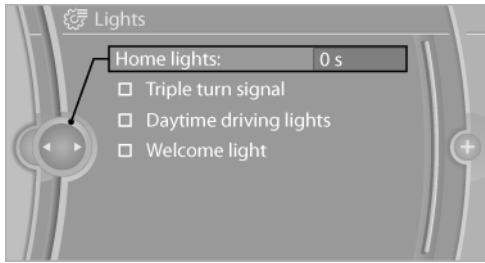 Lights
Home lights: 0 s
Triple turn signal
Daytime driving lights
Welcome light